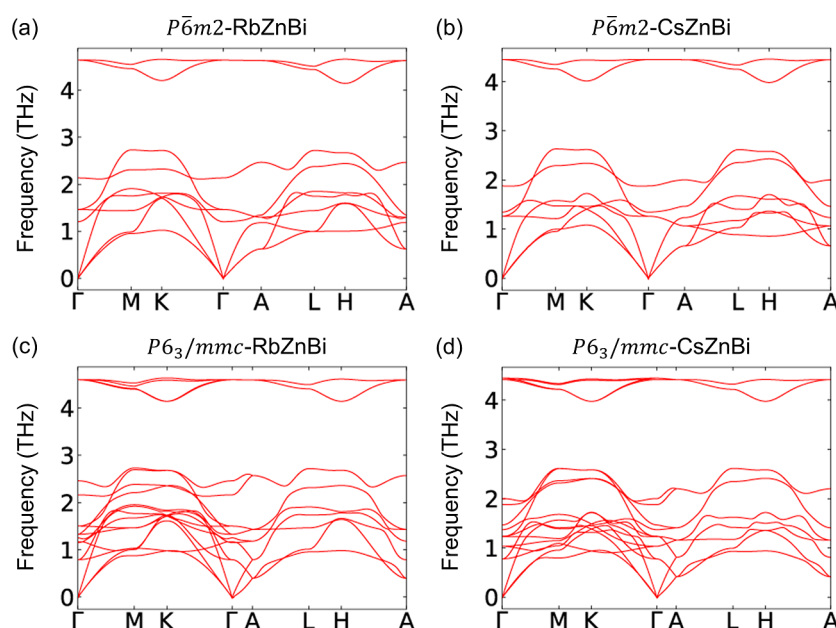 (a) P6̅m2-RbZnBi
Frequency (THz)
4
3
2
1
0
Γ M K Γ A L H A
(b) P6̅m2-CsZnBi
Frequency (THz)
4
3
2
1
0
Γ M K Γ A L H A
(c) P6₃/mmc-RbZnBi
Frequency (THz)
4
3
2
1
0
Γ M K Γ A L H A
(d) P6₃/mmc-CsZnBi
Frequency (THz)
4
3
2
1
0
Γ M K Γ A L H A